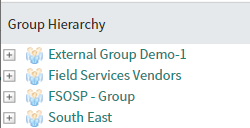 Group Hierarchy
External Group Demo-1
Field Services Vendors
FSOSP - Group
South East